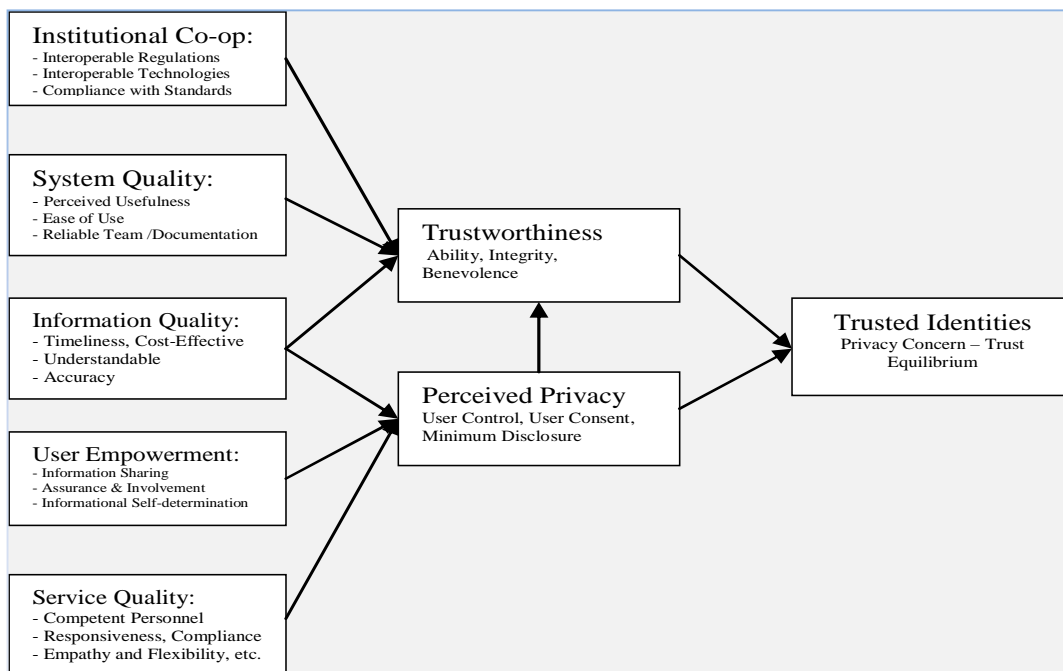 Institutional Co-op:
- Interoperable Regulations
- Interoperable Technologies
- Compliance with Standards
System Quality:
- Perceived Usefulness
- Ease of Use
- Reliable Team /Documentation
Information Quality:
- Timeliness, Cost-Effective
- Understandable
- Accuracy
User Empowerment:
- Information Sharing
- Assurance & Involvement
- Informational Self-determination
Service Quality:
- Competent Personnel
- Responsiveness, Compliance
- Empathy and Flexibility, etc.
Trustworthiness
Ability, Integrity,
Benevolence
Perceived Privacy
User Control, User Consent,
Minimum Disclosure
Trusted Identities
Privacy Concern – Trust
Equilibrium